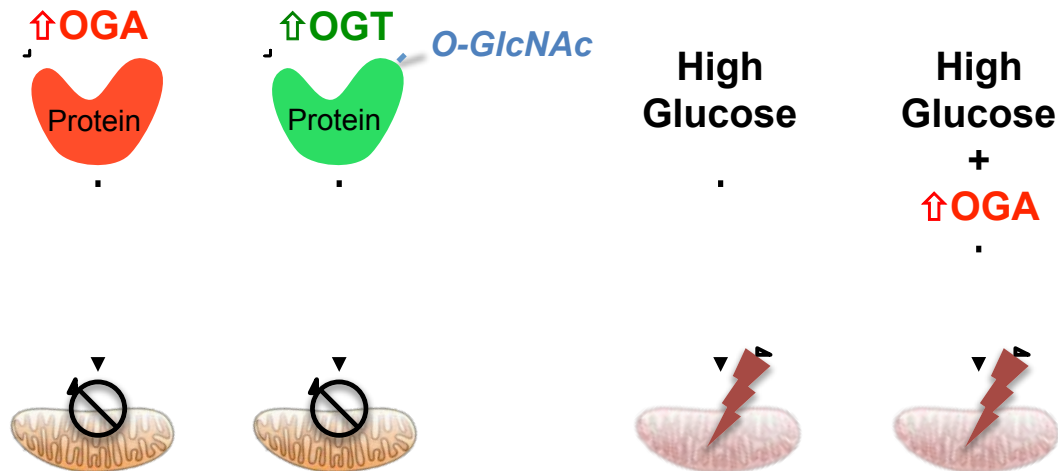 ⇧OGA
Protein
⇧OGT
O-GlcNAc
Protein
High
Glucose
High
Glucose
+
⇧OGA